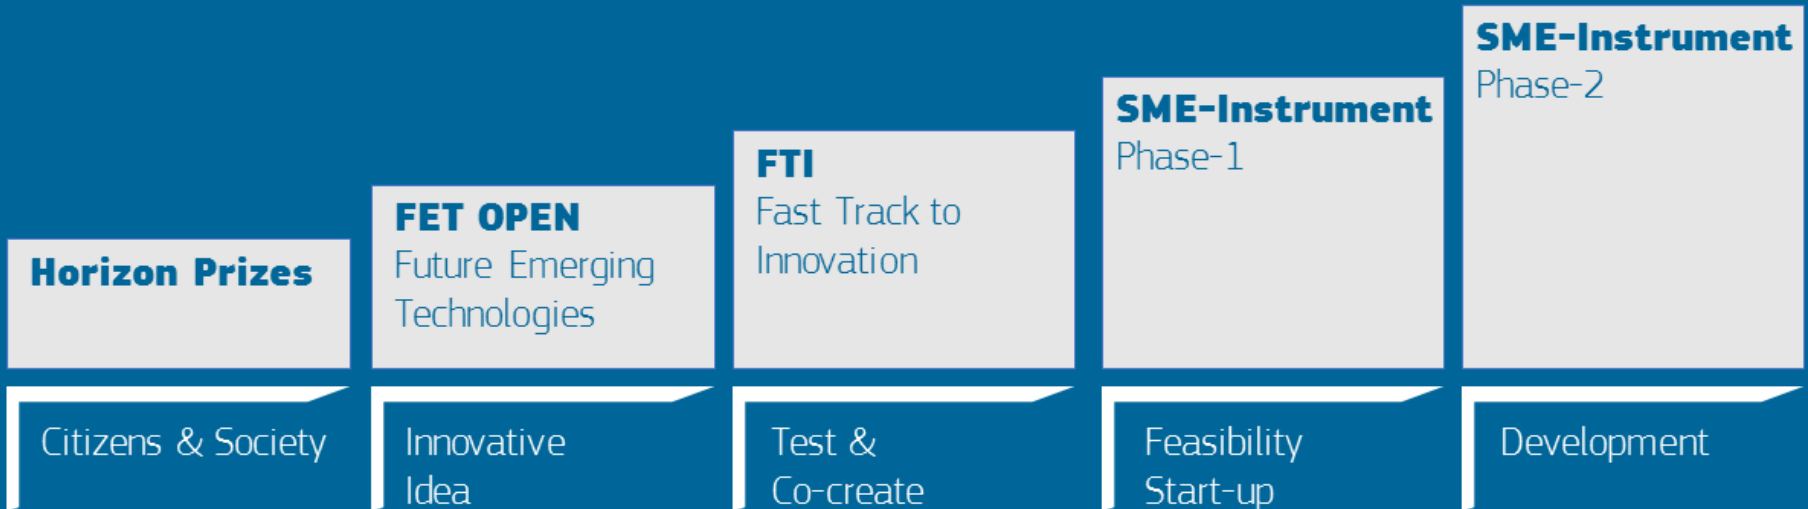 Horizon Prizes
FET OPEN
Future Emerging
Technologies
FTI
Fast Track to
Innovation
SME-Instrument
Phase-1
SME-Instrument
Phase-2
Citizens & Society
Innovative
Idea
Test &
Co-create
Feasibility
Start-up
Development